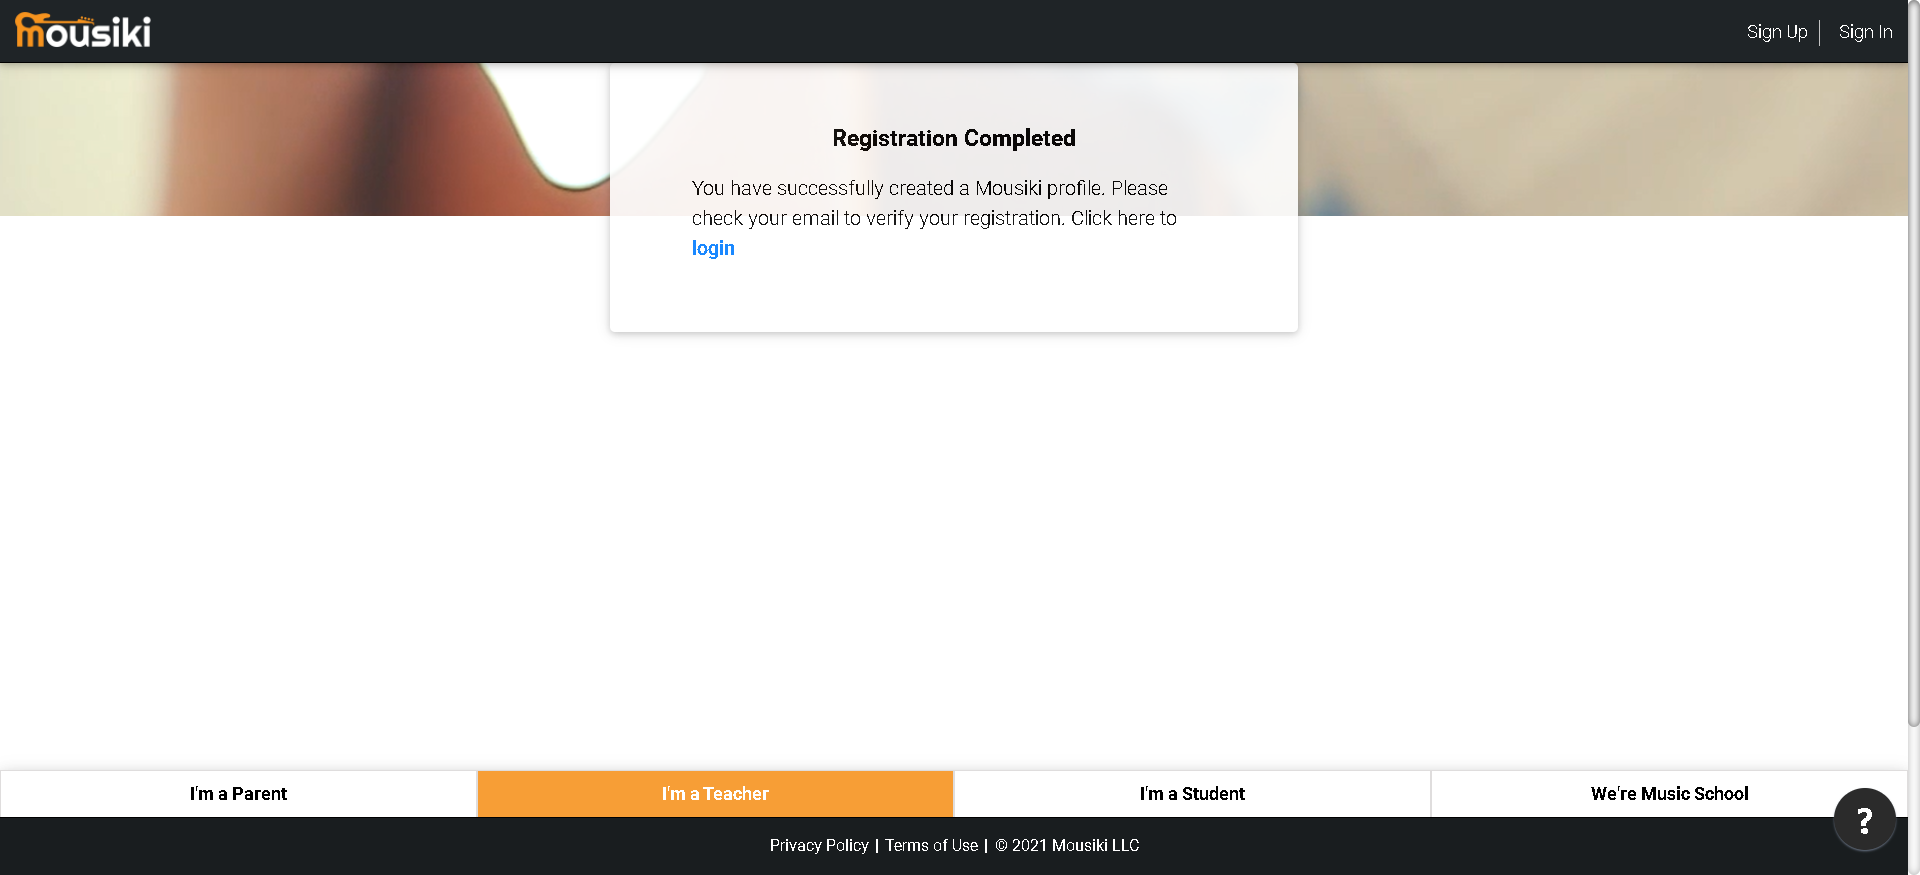 mousiki
Sign Up
Sign In
Registration Completed
You have successfully created a Mousiki profile. Please
check your email to verify your registration. Click here to
login
I'm a Parent
I'm a Teacher
I'm a Student
We're Music School
?
Privacy Policy | Terms of Use | © 2021 Mousiki LLC